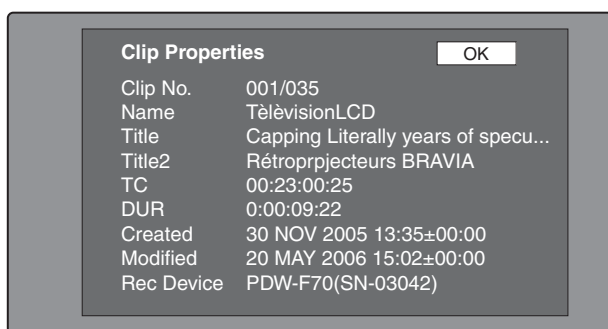 Clip Properties OK
Clip No. 001/035
Name TèlèvisionLCD
Title Capping Literally years of specu...
Title2 Rétroprpjecteurs BRAVIA
TC 00:23:00:25
DUR 0:00:09:22
Created 30 NOV 2005 13:35±00:00
Modified 20 MAY 2006 15:02±00:00
Rec Device PDW-F70(SN-03042)